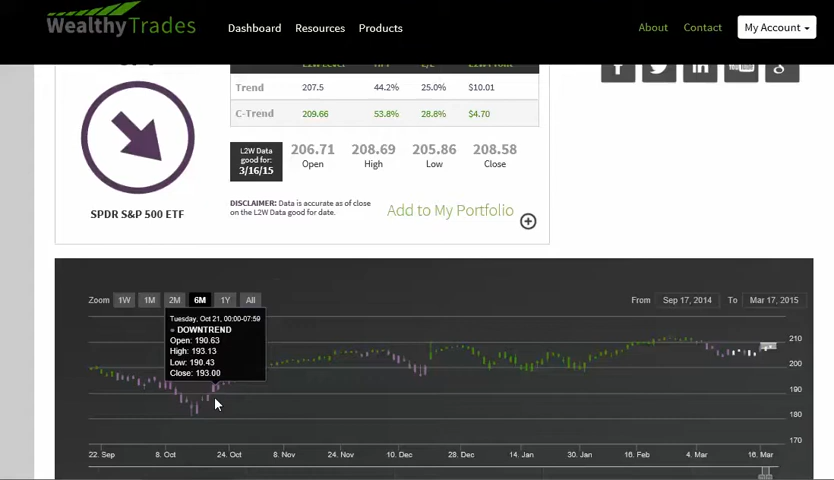 WealthyTrades
Dashboard Resources Products
About Contact My Account
Trend 207.5 44.2% 25.0% $10.01
C-Trend 209.66 53.8% 28.8% $4.70
L2W Data
good for:
3/16/15
206.71 208.69 205.86 208.58
Open High Low Close
SPDR S&P 500 ETF
DISCLAIMER: Data is accurate as of close
on the L2W Data good for date.
Add to My Portfolio
Zoom 1W 1M 2M 6M 1Y All
From Sep 17, 2014 To Mar 17, 2015
Tuesday, Oct 21, 00:00-07:59
= DOWNTREND
Open: 190.63
High: 193.13
Low: 190.43
Close: 193.00
210
200
190
180
170
22. Sep 8. Oct 24. Oct 8. Nov 24. Nov 10. Dec 28. Dec 14. Jan 30. Jan 16. Feb 4. Mar 16. Mar